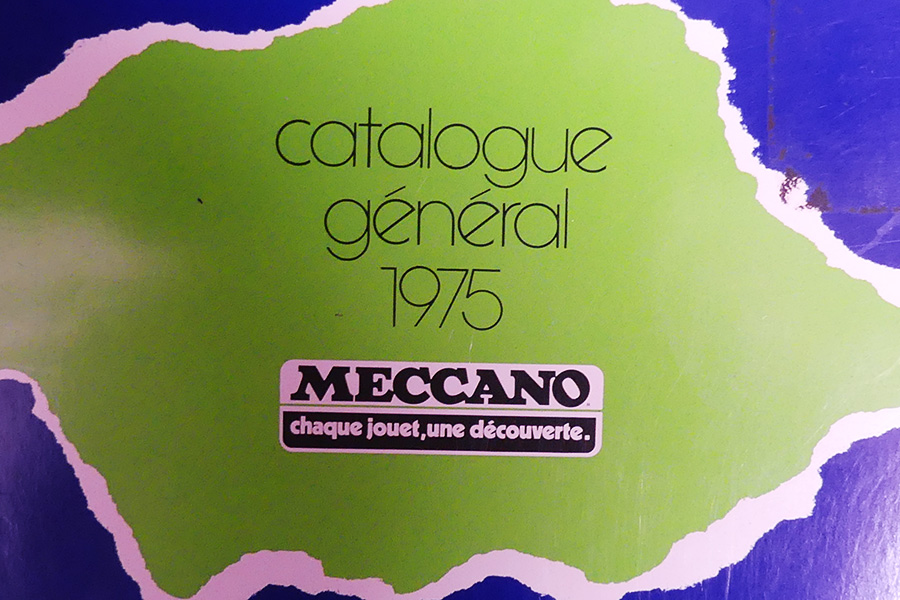 catalogue
général
1975
MECCANO
chaque jouet, une découverte.